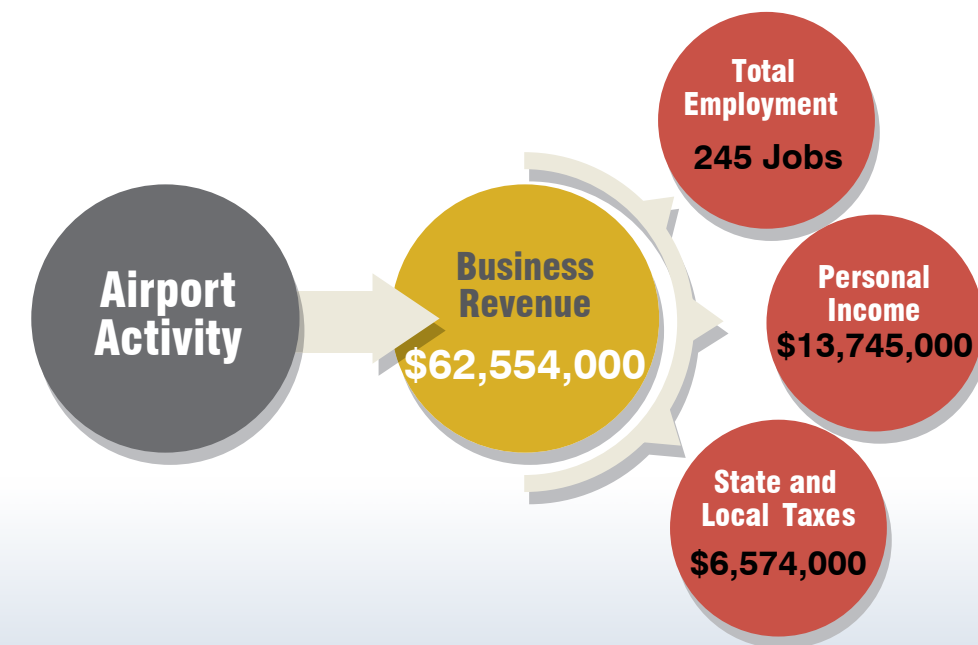 Airport
Activity
Business
Revenue
$62,554,000
Total
Employment
245 Jobs
Personal
Income
$13,745,000
State and
Local Taxes
$6,574,000